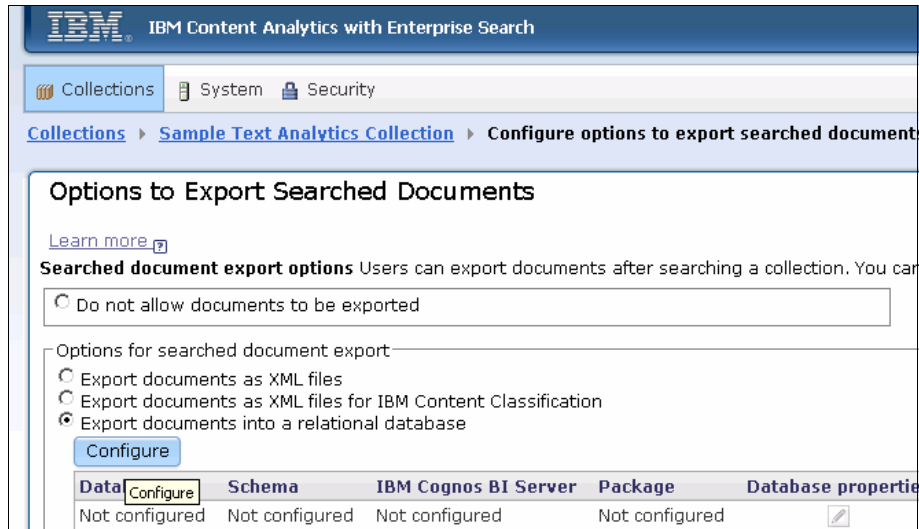 IBM® IBM Content Analytics with Enterprise Search
Collections System Security
Collections Sample Text Analytics Collection Configure options to export searched documents
Options to Export Searched Documents
Learn more ?
Searched document export options Users can export documents after searching a collection. You can
Do not allow documents to be exported
Options for searched document export
Export documents as XML files
Export documents as XML files for IBM Content Classification
Export documents into a relational database
Configure
Datal Configure Schema IBM Cognos BI Server Package Database propertie
Not configured Not configured Not configured Not configured